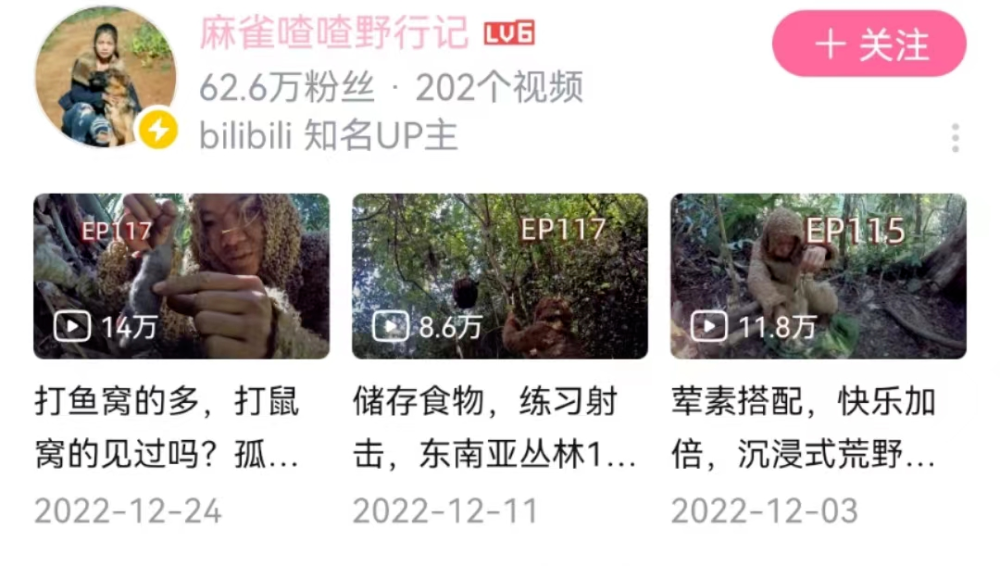 麻雀喳喳野行记 LV6
+ 关注
62.6万粉丝 · 202个视频
bilibili 知名UP主
EP117
14万
EP117
8.6万
EP115
11.8万
打鱼窝的多，打鼠
窝的见过吗？孤...
2022-12-24
储存食物，练习射
击，东南亚丛林1...
2022-12-11
荤素搭配，快乐加
倍，沉浸式荒野...
2022-12-03